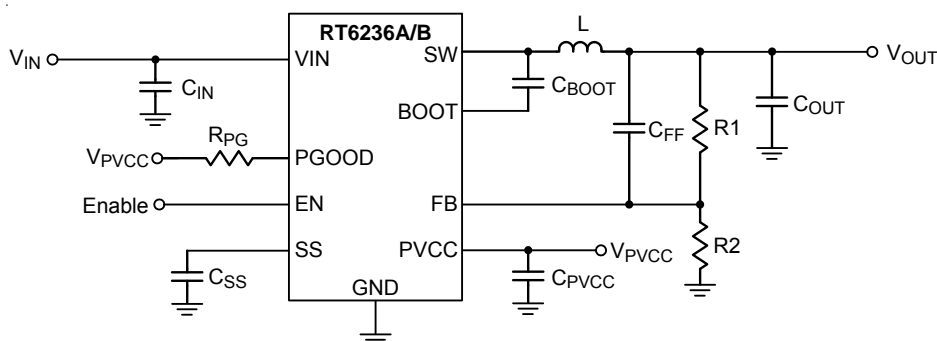 RT6236A/B
VIN
VIN
SW
L
VOUT
CIN
CBOOT
COUT
BOOT
CFF
R1
RPG
VPVCC
PGOOD
Enable
EN
FB
SS
PVCC
VPVCC
R2
CSS
CPVCC
GND